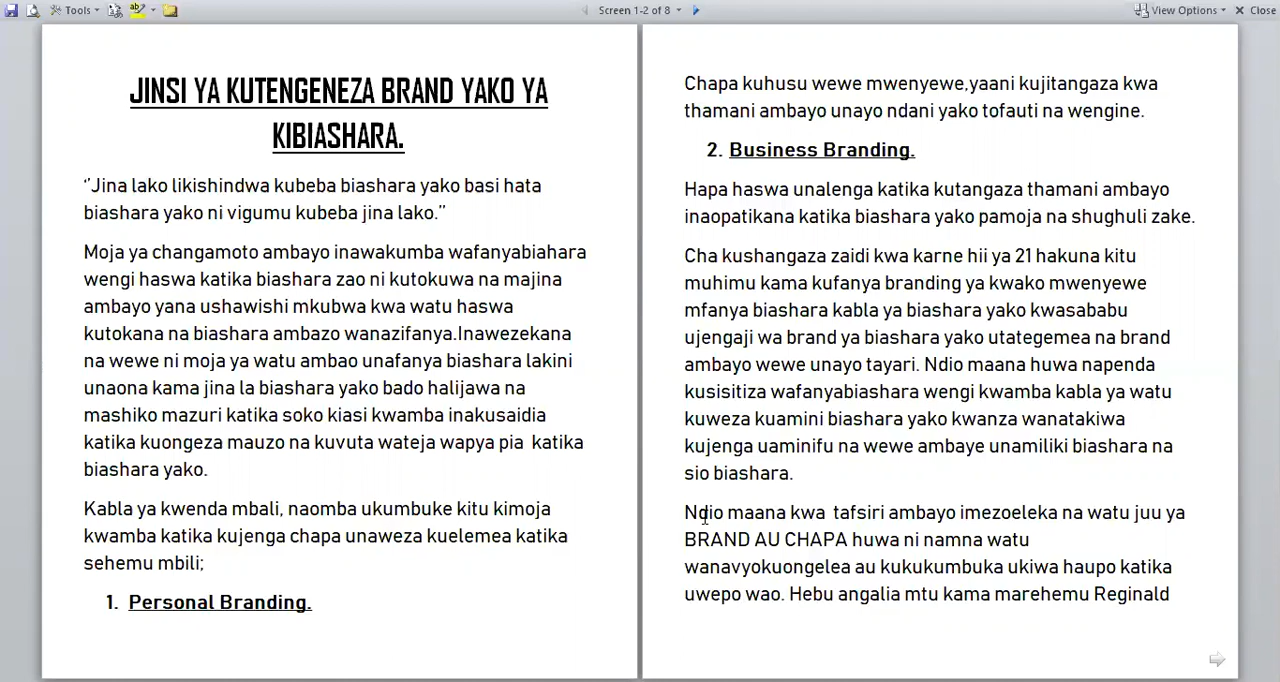 Tools
Screen 1-2 of 8
View Options
Close
JINSI YA KUTENGENEZA BRAND YAKO YA
KIBIASHARA.
‘’Jina lako likishindwa kubeba biashara yako basi hata
biashara yako ni vigumu kubeba jina lako.’’
Moja ya changamoto ambayo inawakumba wafanyabiahara
wengi haswa katika biashara zao ni kutokuwa na majina
ambayo yana ushawishi mkubwa kwa watu haswa
kutokana na biashara ambazo wanazifanya.Inawezekana
na wewe ni moja ya watu ambao unafanya biashara lakini
unaona kama jina la biashara yako bado halijawa na
mashiko mazuri katika soko kiasi kwamba inakusaidia
katika kuongeza mauzo na kuvuta wateja wapya pia katika
biashara yako.
Kabla ya kwenda mbali, naomba ukumbuke kitu kimoja
kwamba katika kujenga chapa unaweza kuelemea katika
sehemu mbili;
1. Personal Branding.
Chapa kuhusu wewe mwenyewe,yaani kujitangaza kwa
thamani ambayo unayo ndani yako tofauti na wengine.
2. Business Branding.
Hapa haswa unalenga katika kutangaza thamani ambayo
inaopatikana katika biashara yako pamoja na shughuli zake.
Cha kushangaza zaidi kwa karne hii ya 21 hakuna kitu
muhimu kama kufanya branding ya kwako mwenyewe
mfanya biashara kabla ya biashara yako kwasababu
ujengaji wa brand ya biashara yako utategemea na brand
ambayo wewe unayo tayari. Ndio maana huwa napenda
kusisitiza wafanyabiashara wengi kwamba kabla ya watu
kuweza kuamini biashara yako kwanza wanatakiwa
kujenga uaminifu na wewe ambaye unamiliki biashara na
sio biashara.
Ndio maana kwa tafsiri ambayo imezoeleka na watu juu ya
BRAND AU CHAPA huwa ni namna watu
wanavyokuongelea au kukukumbuka ukiwa haupo katika
uwepo wao. Hebu angalia mtu kama marehemu Reginald